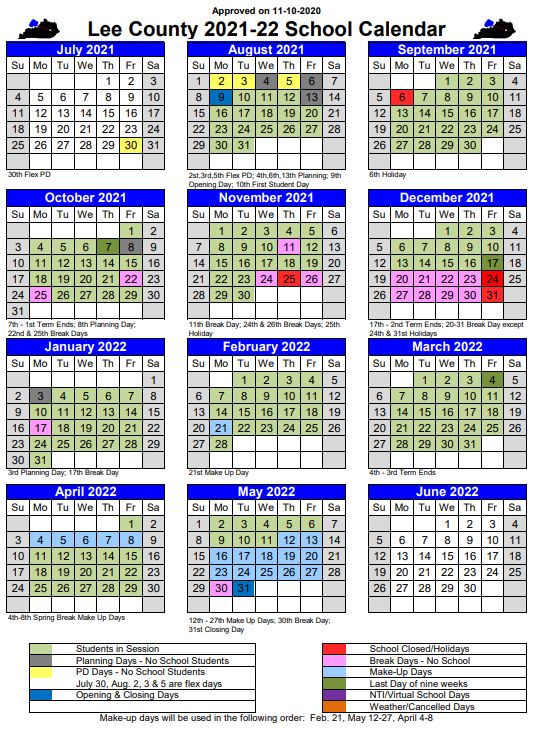 Approved on 11-10-2020
Lee County 2021-22 School Calendar
July 2021
Su Mo Tu We Th Fr Sa
1 2 3
4 5 6 7 8 9 10
11 12 13 14 15 16 17
18 19 20 21 22 23 24
25 26 27 28 29 30 31
30th Flex PD
August 2021
Su Mo Tu We Th Fr Sa
1 2 3 4 5 6 7
8 9 10 11 12 13 14
15 16 17 18 19 20 21
22 23 24 25 26 27 28
29 30 31
2st,3rd,5th Flex PD; 4th,6th,13th Planning; 9th
Opening Day; 10th First Student Day
September 2021
Su Mo Tu We Th Fr Sa
1 2 3 4
5 6 7 8 9 10 11
12 13 14 15 16 17 18
19 20 21 22 23 24 25
26 27 28 29 30
6th Holiday
October 2021
Su Mo Tu We Th Fr Sa
1 2
3 4 5 6 7 8 9
10 11 12 13 14 15 16
17 18 19 20 21 22 23
24 25 26 27 28 29 30
31
7th - 1st Term Ends; 8th Planning Day;
22nd & 25th Break Day
November 2021
Su Mo Tu We Th Fr Sa
1 2 3 4 5 6
7 8 9 10 11 12 13
14 15 16 17 18 19 20
21 22 23 24 25 26 27
28 29 30
11th Break Day; 24th & 26th Break Days; 25th
Holiday
December 2021
Su Mo Tu We Th Fr Sa
1 2 3 4
5 6 7 8 9 10 11
12 13 14 15 16 17 18
19 20 21 22 23 24 25
26 27 28 29 30 31
17th - 2nd Term Ends; 20-31 Break Day except
24th & 31st Holidays
January 2022
Su Mo Tu We Th Fr Sa
1
2 3 4 5 6 7 8
9 10 11 12 13 14 15
16 17 18 19 20 21 22
23 24 25 26 27 28 29
30 31
3rd Planning Day; 17th Break Day
February 2022
Su Mo Tu We Th Fr Sa
1 2 3 4 5
6 7 8 9 10 11 12
13 14 15 16 17 18 19
20 21 22 23 24 25 26
27 28
21st Make Up Day
March 2022
Su Mo Tu We Th Fr Sa
1 2 3 4 5
6 7 8 9 10 11 12
13 14 15 16 17 18 19
20 21 22 23 24 25 26
27 28 29 30 31
4th - 3rd Term Ends
April 2022
Su Mo Tu We Th Fr Sa
1 2
3 4 5 6 7 8 9
10 11 12 13 14 15 16
17 18 19 20 21 22 23
24 25 26 27 28 29 30
4th-8th Spring Break Make Up Days
May 2022
Su Mo Tu We Th Fr Sa
1 2 3 4 5 6 7
8 9 10 11 12 13 14
15 16 17 18 19 20 21
22 23 24 25 26 27 28
29 30 31
12th - 27th Make Up Days; 30th Break Day;
31st Closing Day
June 2022
Su Mo Tu We Th Fr Sa
1 2 3 4
5 6 7 8 9 10 11
12 13 14 15 16 17 18
19 20 21 22 23 24 25
26 27 28 29 30
Students in Session
Planning Days - No School Students
PD Days - No School Students
July 30, Aug. 2, 3 & 5 are flex days
Opening & Closing Days
School Closed/Holidays
Break Days - No School
Make-Up Days
Last Day of nine weeks
NTI/Virtual School Days
Weather/Cancelled Days
Make-up days will be used in the following order: Feb. 21, May 12-27, April 4-8